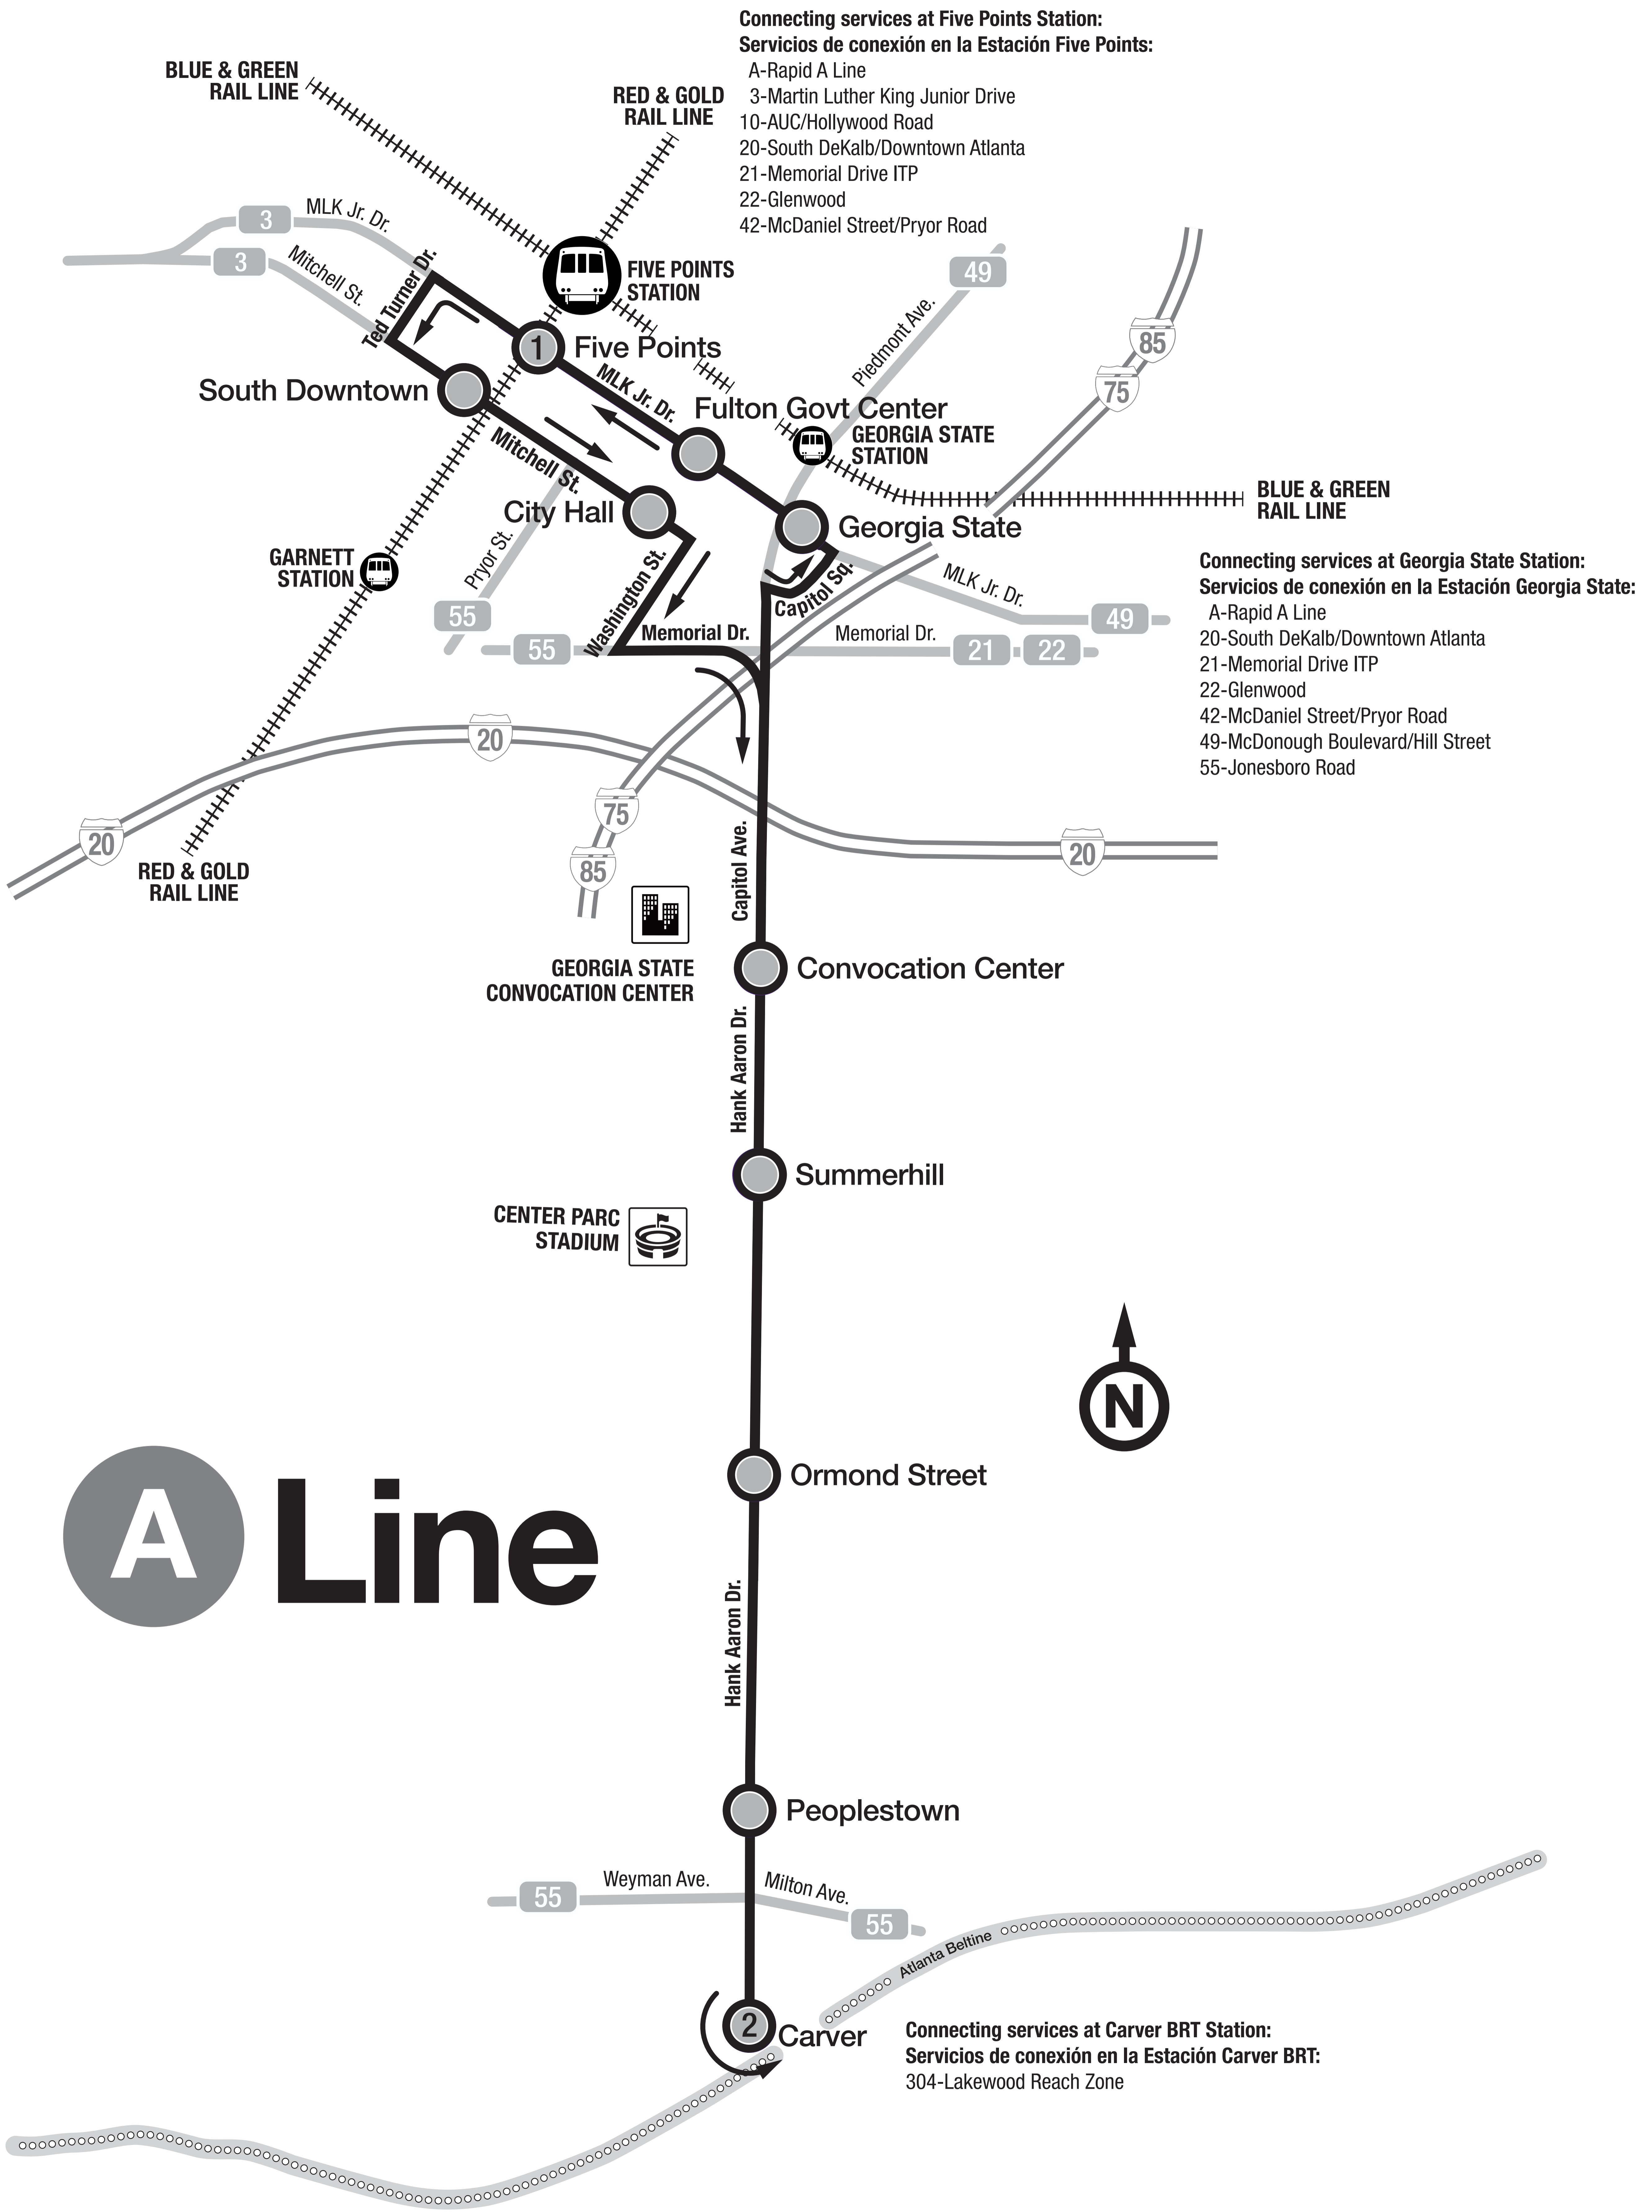 Connecting services at Five Points Station:
Servicios de conexión en la Estación Five Points:
A-Rapid A Line
3-Martin Luther King Junior Drive
10-AUC/Hollywood Road
20-South DeKalb/Downtown Atlanta
21-Memorial Drive ITP
22-Glenwood
42-McDaniel Street/Pryor Road
BLUE & GREEN
RAIL LINE
RED & GOLD
RAIL LINE
3
MLK Jr. Dr.
3
Mitchell St.
Ted Turner Dr.
FIVE POINTS
STATION
49
Piedmont Ave.
85
75
1
Five Points
South Downtown
MLK Jr. Dr.
Fulton Govt Center
GEORGIA STATE
STATION
Mitchell St.
City Hall
Georgia State
BLUE & GREEN
RAIL LINE
GARNETT
STATION
Pryor St.
55
Washington St.
Capitol Sq.
MLK Jr. Dr.
49
55
Memorial Dr.
Memorial Dr.
21
22
Connecting services at Georgia State Station:
Servicios de conexión en la Estación Georgia State:
A-Rapid A Line
20-South DeKalb/Downtown Atlanta
21-Memorial Drive ITP
22-Glenwood
42-McDaniel Street/Pryor Road
49-McDonough Boulevard/Hill Street
55-Jonesboro Road
20
20
75
85
20
RED & GOLD
RAIL LINE
Capitol Ave.
GEORGIA STATE
CONVOCATION CENTER
Convocation Center
Hank Aaron Dr.
Summerhill
CENTER PARC
STADIUM
N
Ormond Street
A Line
Hank Aaron Dr.
Peoplestown
55
Weyman Ave.
Milton Ave.
55
Atlanta Beltine
2
Carver
Connecting services at Carver BRT Station:
Servicios de conexión en la Estación Carver BRT:
304-Lakewood Reach Zone